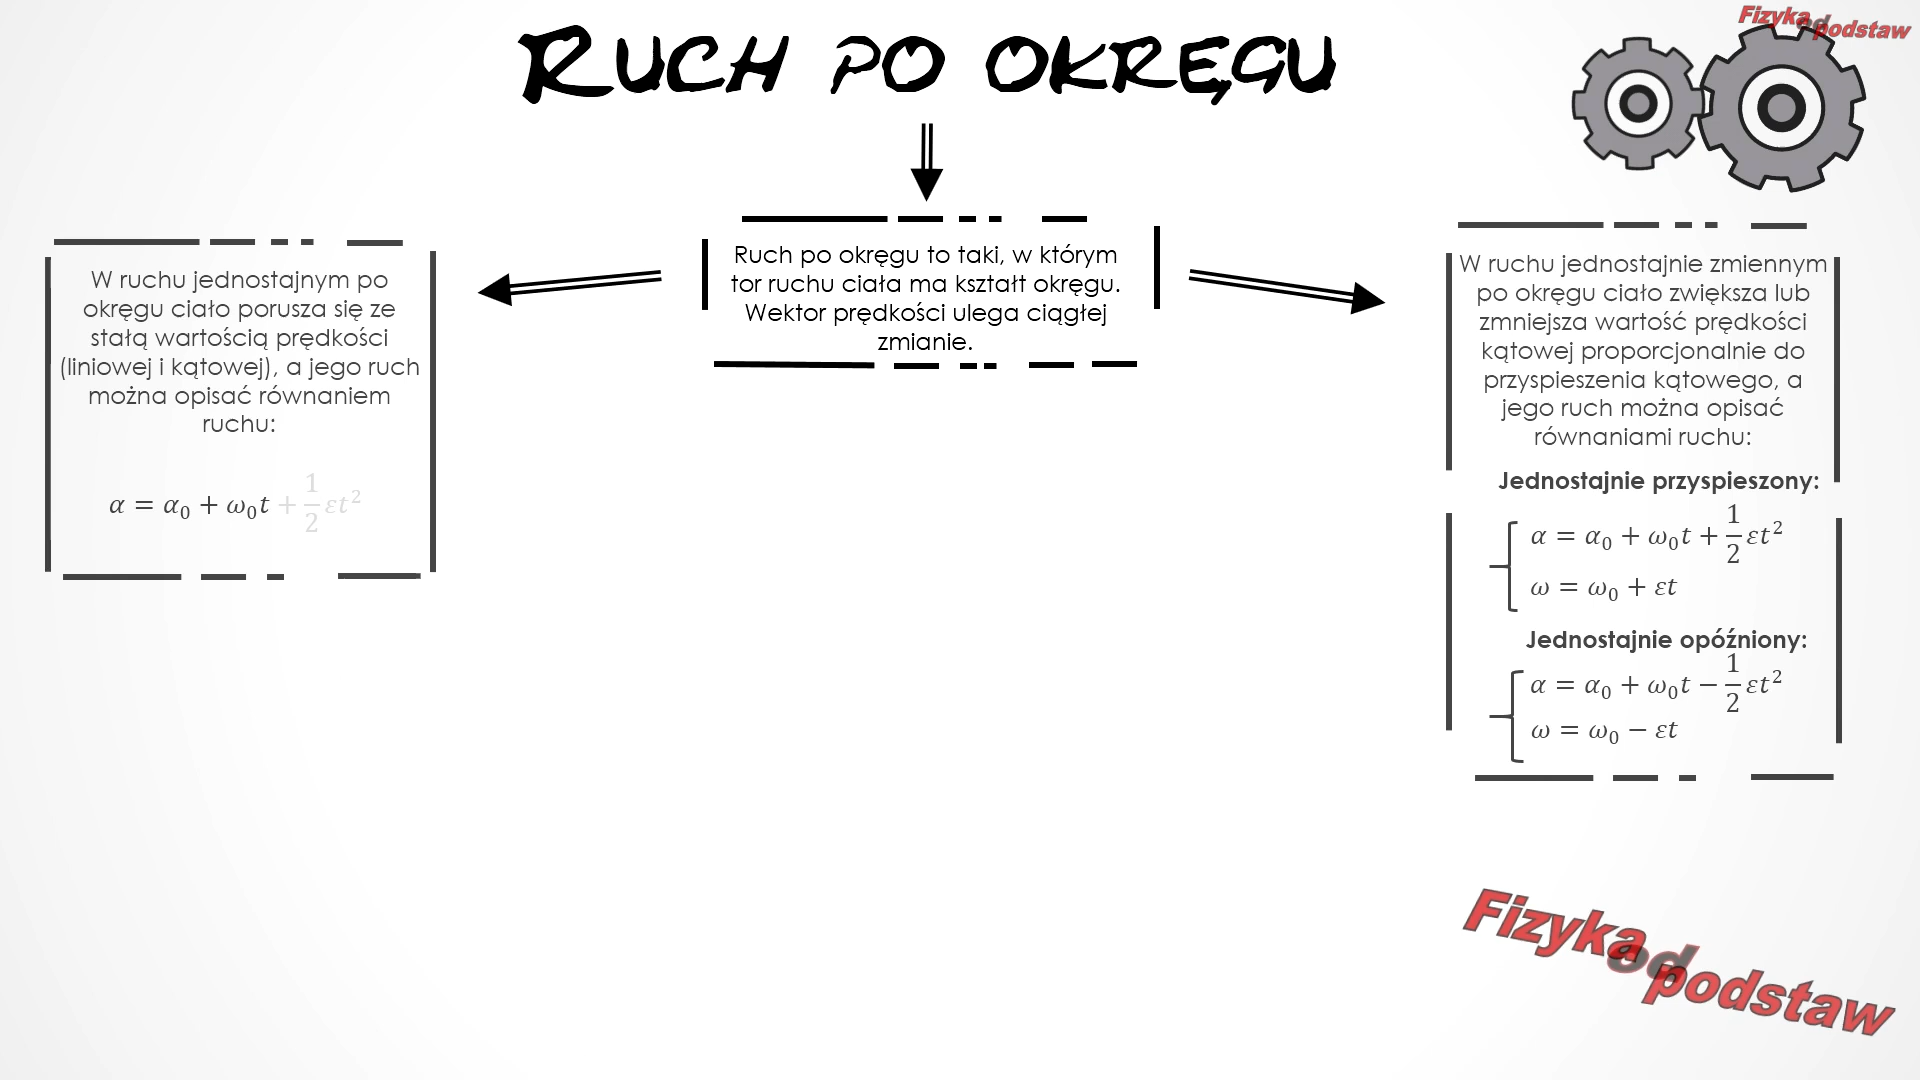 Ruch po okręgu
Fizyka od podstaw
Ruch po okręgu to taki, w którym
tor ruchu ciała ma kształt okręgu.
Wektor prędkości ulega ciągłej
zmianie.
W ruchu jednostajnym po
okręgu ciało porusza się ze
stałą wartością prędkości
(liniowej i kątowej), a jego ruch
można opisać równaniem
ruchu:
α = α₀ + ω₀t + 1/2 εt²
W ruchu jednostajnie zmiennym
po okręgu ciało zwiększa lub
zmniejsza wartość prędkości
kątowej proporcjonalnie do
przyspieszenia kątowego, a
jego ruch można opisać
równaniami ruchu:
Jednostajnie przyspieszony:
α = α₀ + ω₀t + 1/2 εt²
ω = ω₀ + εt
Jednostajnie opóźniony:
α = α₀ + ω₀t − 1/2 εt²
ω = ω₀ − εt
Fizyka od podstaw